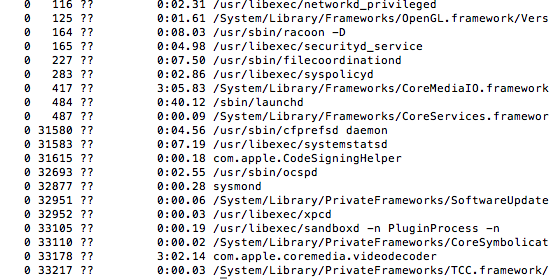 0 116 ?? 0:02.31 /usr/libexec/networkd_privileged
0 125 ?? 0:01.61 /System/Library/Frameworks/OpenGL.framework/Vers
0 164 ?? 0:08.03 /usr/sbin/racoon -D
0 165 ?? 0:04.98 /usr/libexec/securityd_service
0 227 ?? 0:07.50 /usr/sbin/filecoordinationd
0 283 ?? 0:02.86 /usr/libexec/syspolicyd
0 417 ?? 3:05.83 /System/Library/Frameworks/CoreMediaIO.framework
0 484 ?? 0:40.12 /sbin/launchd
0 487 ?? 0:00.09 /System/Library/Frameworks/CoreServices.framewor
0 31580 ?? 0:04.56 /usr/sbin/cfprefsd daemon
0 31583 ?? 0:07.19 /usr/libexec/systemstatsd
0 31615 ?? 0:00.18 com.apple.CodeSigningHelper
0 32693 ?? 0:02.55 /usr/sbin/ocspd
0 32877 ?? 0:00.28 sysmond
0 32951 ?? 0:00.06 /System/Library/PrivateFrameworks/SoftwareUpdate
0 32952 ?? 0:00.03 /usr/libexec/xpcd
0 33105 ?? 0:00.19 /usr/libexec/sandboxd -n PluginProcess -n
0 33110 ?? 0:00.02 /System/Library/PrivateFrameworks/CoreSymbolicat
0 33178 ?? 3:02.14 com.apple.coremedia.videodecoder
0 33217 ?? 0:00.03 /System/Library/PrivateFrameworks/TCC.framework/